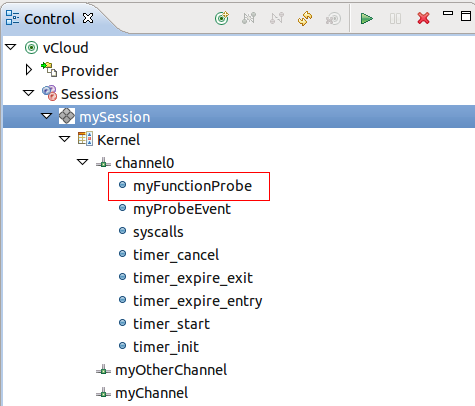 Control
vCloud
Provider
Sessions
mySession
Kernel
channel0
myFunctionProbe
myProbeEvent
syscalls
timer_cancel
timer_expire_exit
timer_expire_entry
timer_start
timer_init
myOtherChannel
myChannel